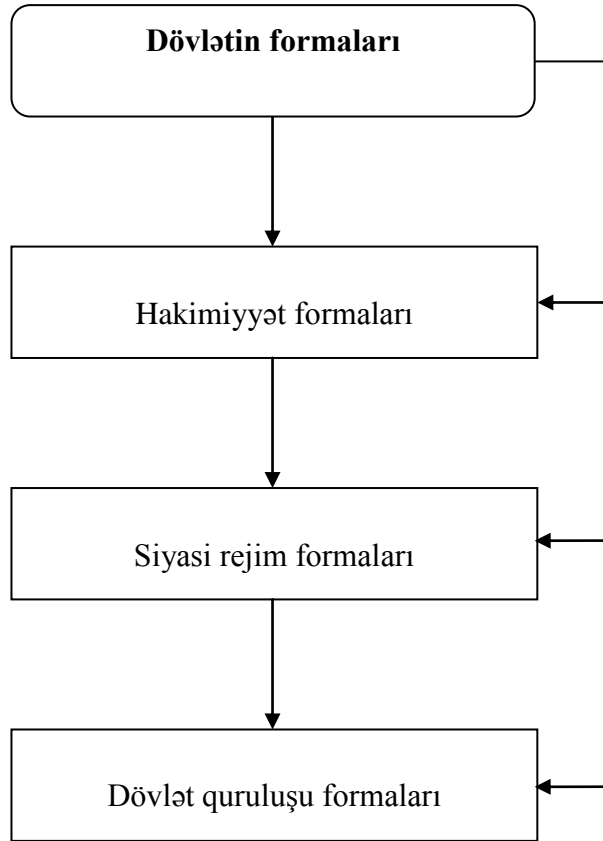 Dövlətin formaları
Hakimiyyət formaları
Siyasi rejim formaları
Dövlət quruluşu formaları